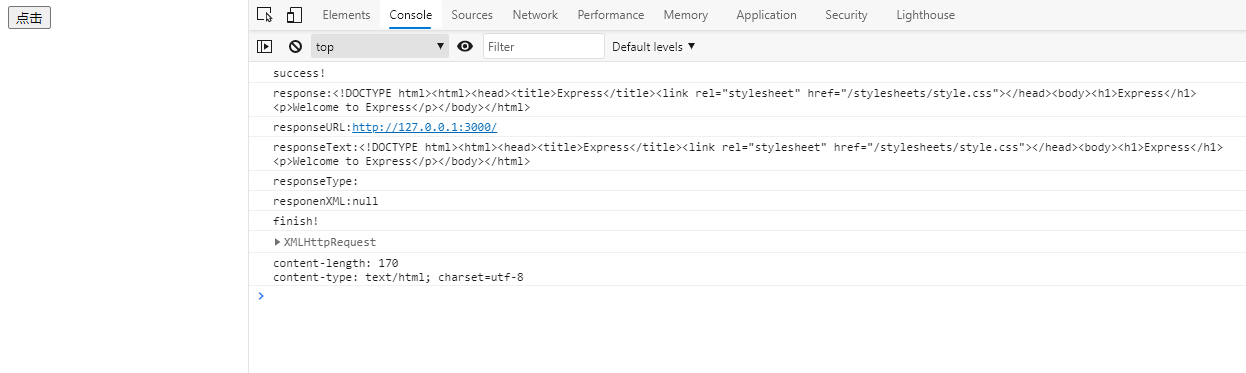 点击
Elements Console Sources Network Performance Memory Application Security Lighthouse
top Filter Default levels
success!
response:<!DOCTYPE html><html><head><title>Express</title><link rel="stylesheet" href="/stylesheets/style.css"></head><body><h1>Express</h1>
<p>Welcome to Express</p></body></html>
responseURL:http://127.0.0.1:3000/
responseText:<!DOCTYPE html><html><head><title>Express</title><link rel="stylesheet" href="/stylesheets/style.css"></head><body><h1>Express</h1>
<p>Welcome to Express</p></body></html>
responseType:
responenXML:null
finish!
XMLHttpRequest
content-length: 170
content-type: text/html; charset=utf-8